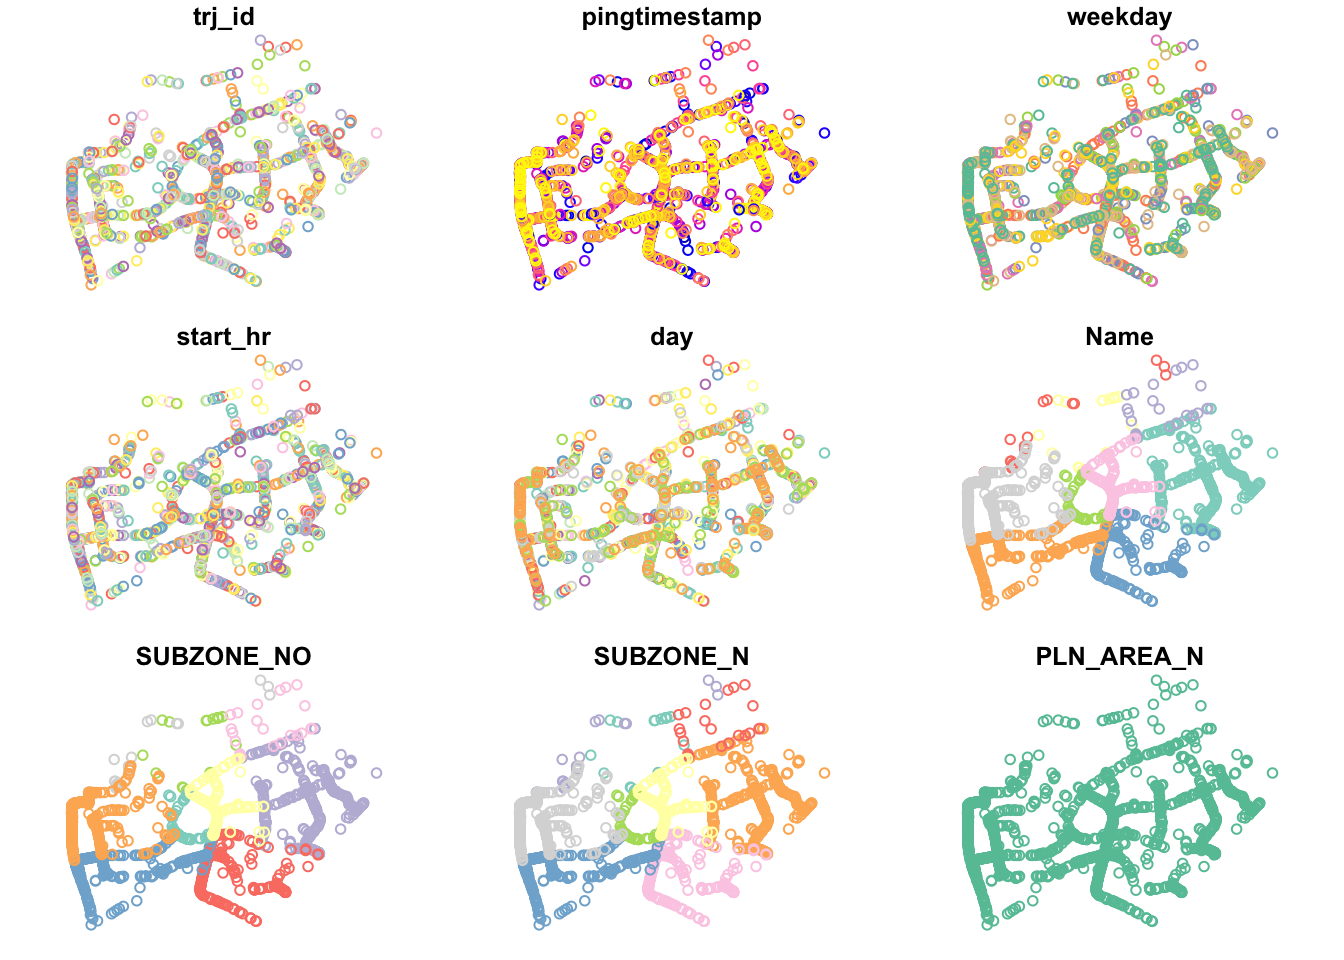 trj_id
pingtimestamp
weekday
start_hr
day
Name
SUBZONE_NO
SUBZONE_N
PLN_AREA_N